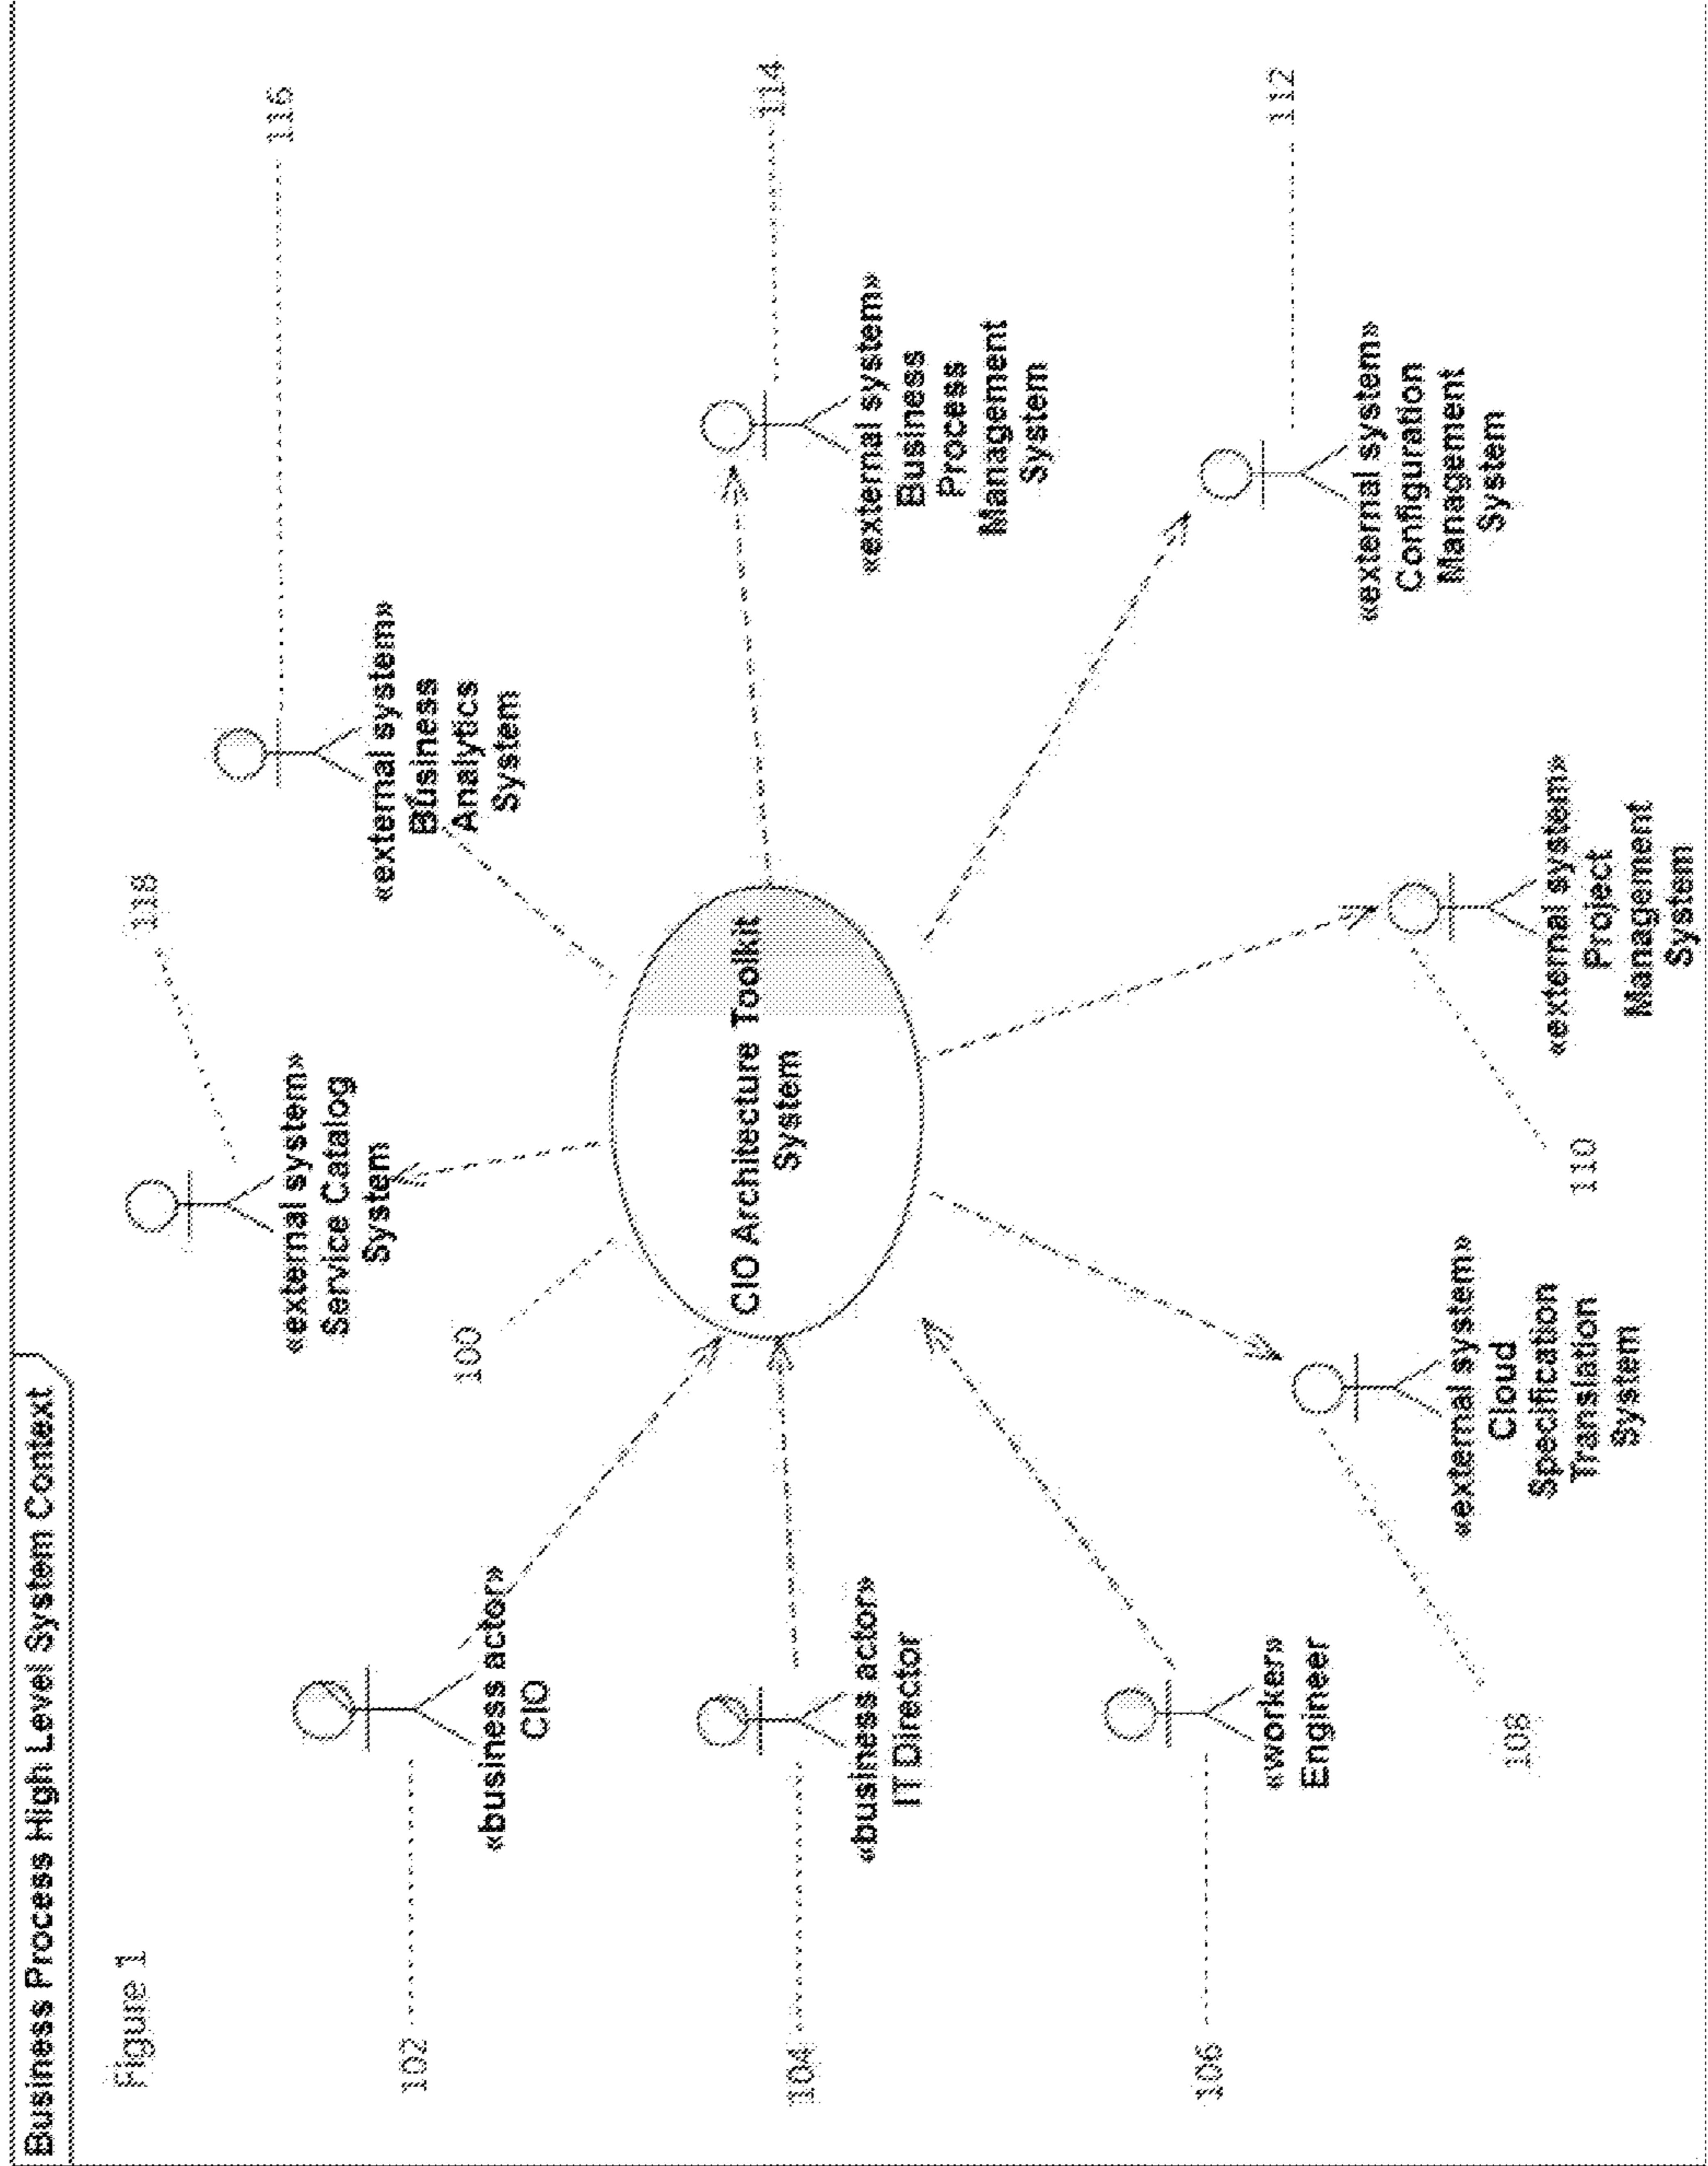 Business Process High Level System Context
Figure 1
102
«business actor»
CIO
104
«business actor»
IT Director
106
«worker»
Engineer
100
CIO Architecture Toolkit
System
118
«external system»
Service Catalog
System
116
«external system»
Business
Analytics
System
114
«external system»
Business
Process
Management
System
112
«external system»
Configuration
Management
System
110
«external system»
Project
Management
System
108
«external system»
Cloud
Specification
Translation
System